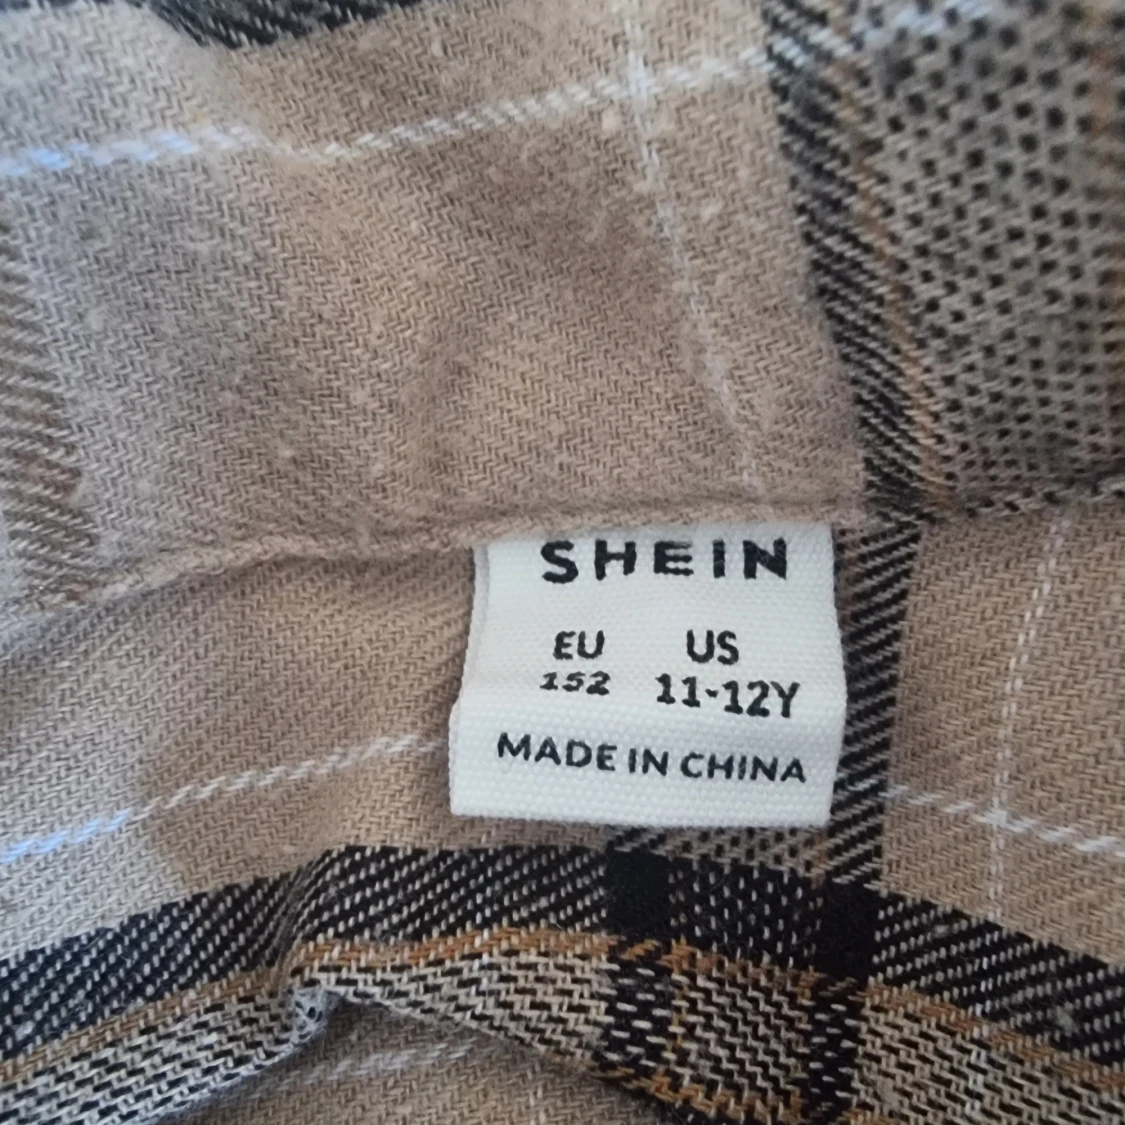 SHEIN
EU US
152 11-12Y
MADE IN CHINA